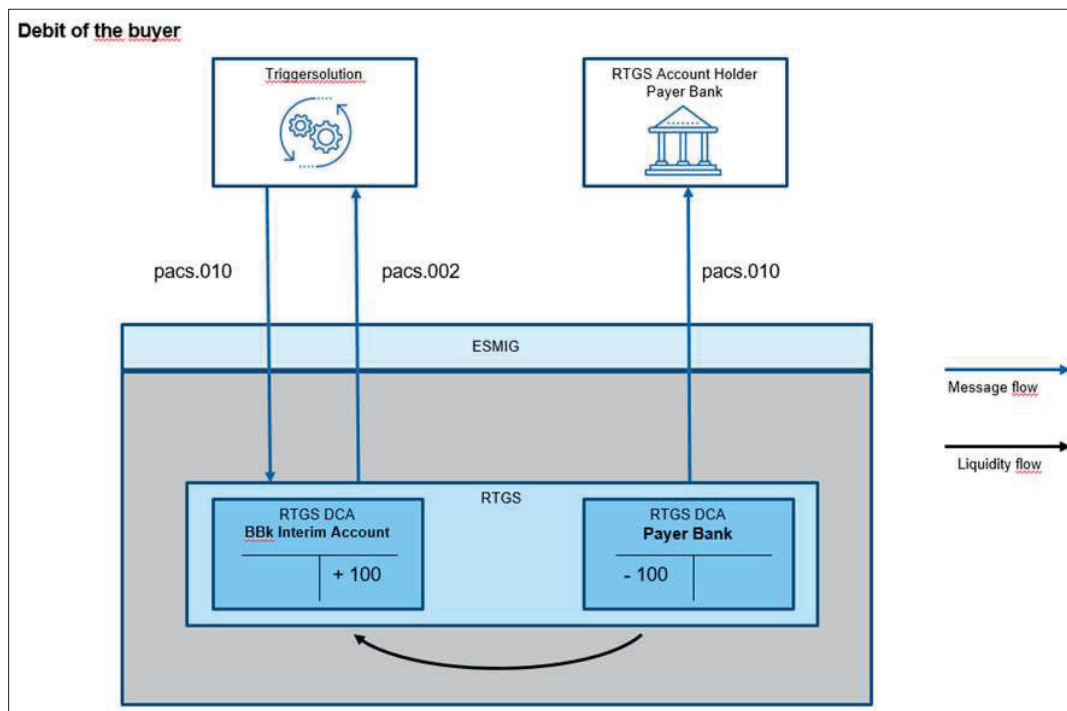 Debit of the buyer
Triggersolution
RTGS Account Holder
Payer Bank
pacs.010
pacs.002
pacs.010
ESMIG
Message flow
Liquidity flow
RTGS
RTGS DCA
BBk Interim Account
+ 100
RTGS DCA
Payer Bank
- 100